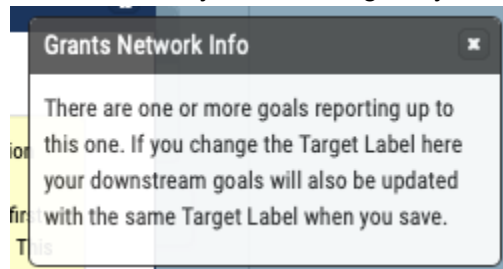 Grants Network Info
There are one or more goals reporting up to
this one. If you change the Target Label here
your downstream goals will also be updated
with the same Target Label when you save.
This